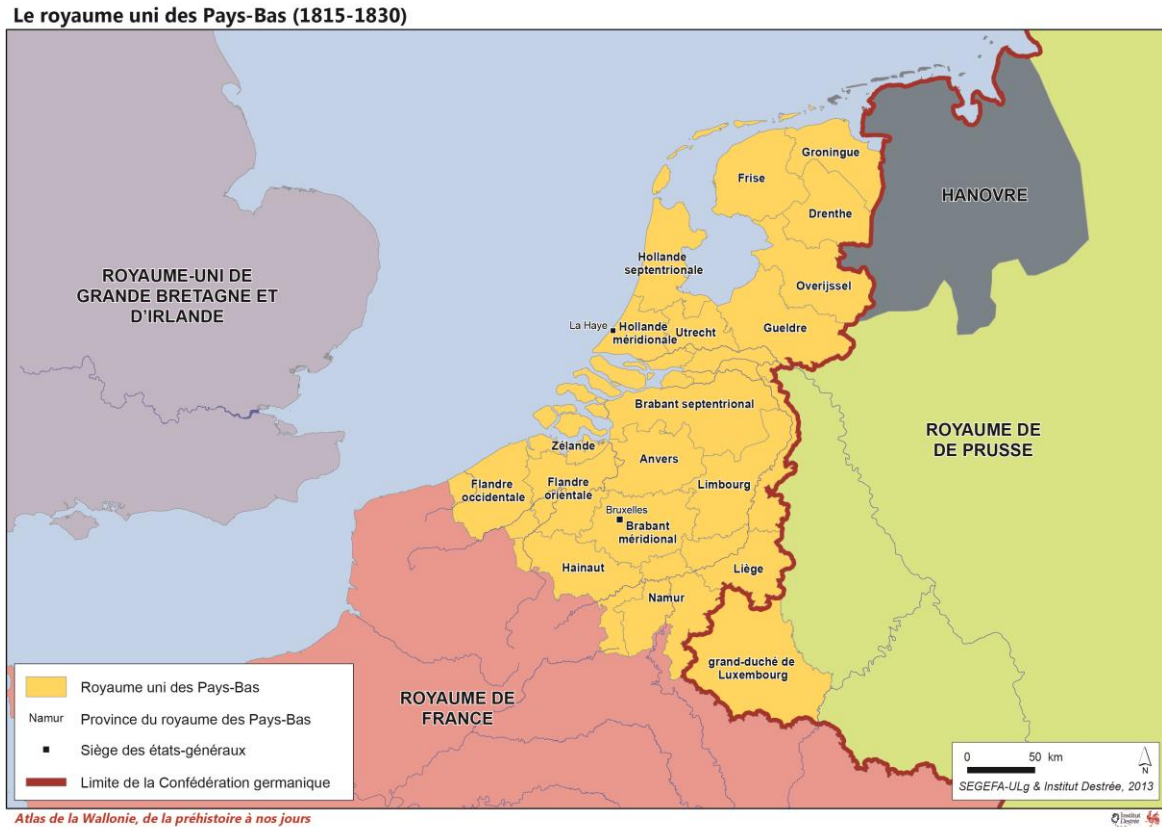 Le royaume uni des Pays-Bas (1815-1830)
Groningue
Frise
HANOVRE
Drenthe
Hollande
septentrionale
ROYAUME-UNI DE
GRANDE BRETAGNE ET
D'IRLANDE
Overijssel
La Haye
Hollande
méridionale
Utrecht
Gueldre
Brabant septentrional
ROYAUME DE
DE PRUSSE
Zélande
Anvers
Flandre
occidentale
Flandre
orientale
Limbourg
Bruxelles
Brabant
méridional
Hainaut
Liège
Namur
grand-duché de
Luxembourg
ROYAUME DE
FRANCE
Royaume uni des Pays-Bas
Namur Province du royaume des Pays-Bas
Siège des états-généraux
Limite de la Confédération germanique
0 50 km
N
SEGEFA-ULg & Institut Destrée, 2013
Atlas de la Wallonie, de la préhistoire à nos jours
Institut
Destrée